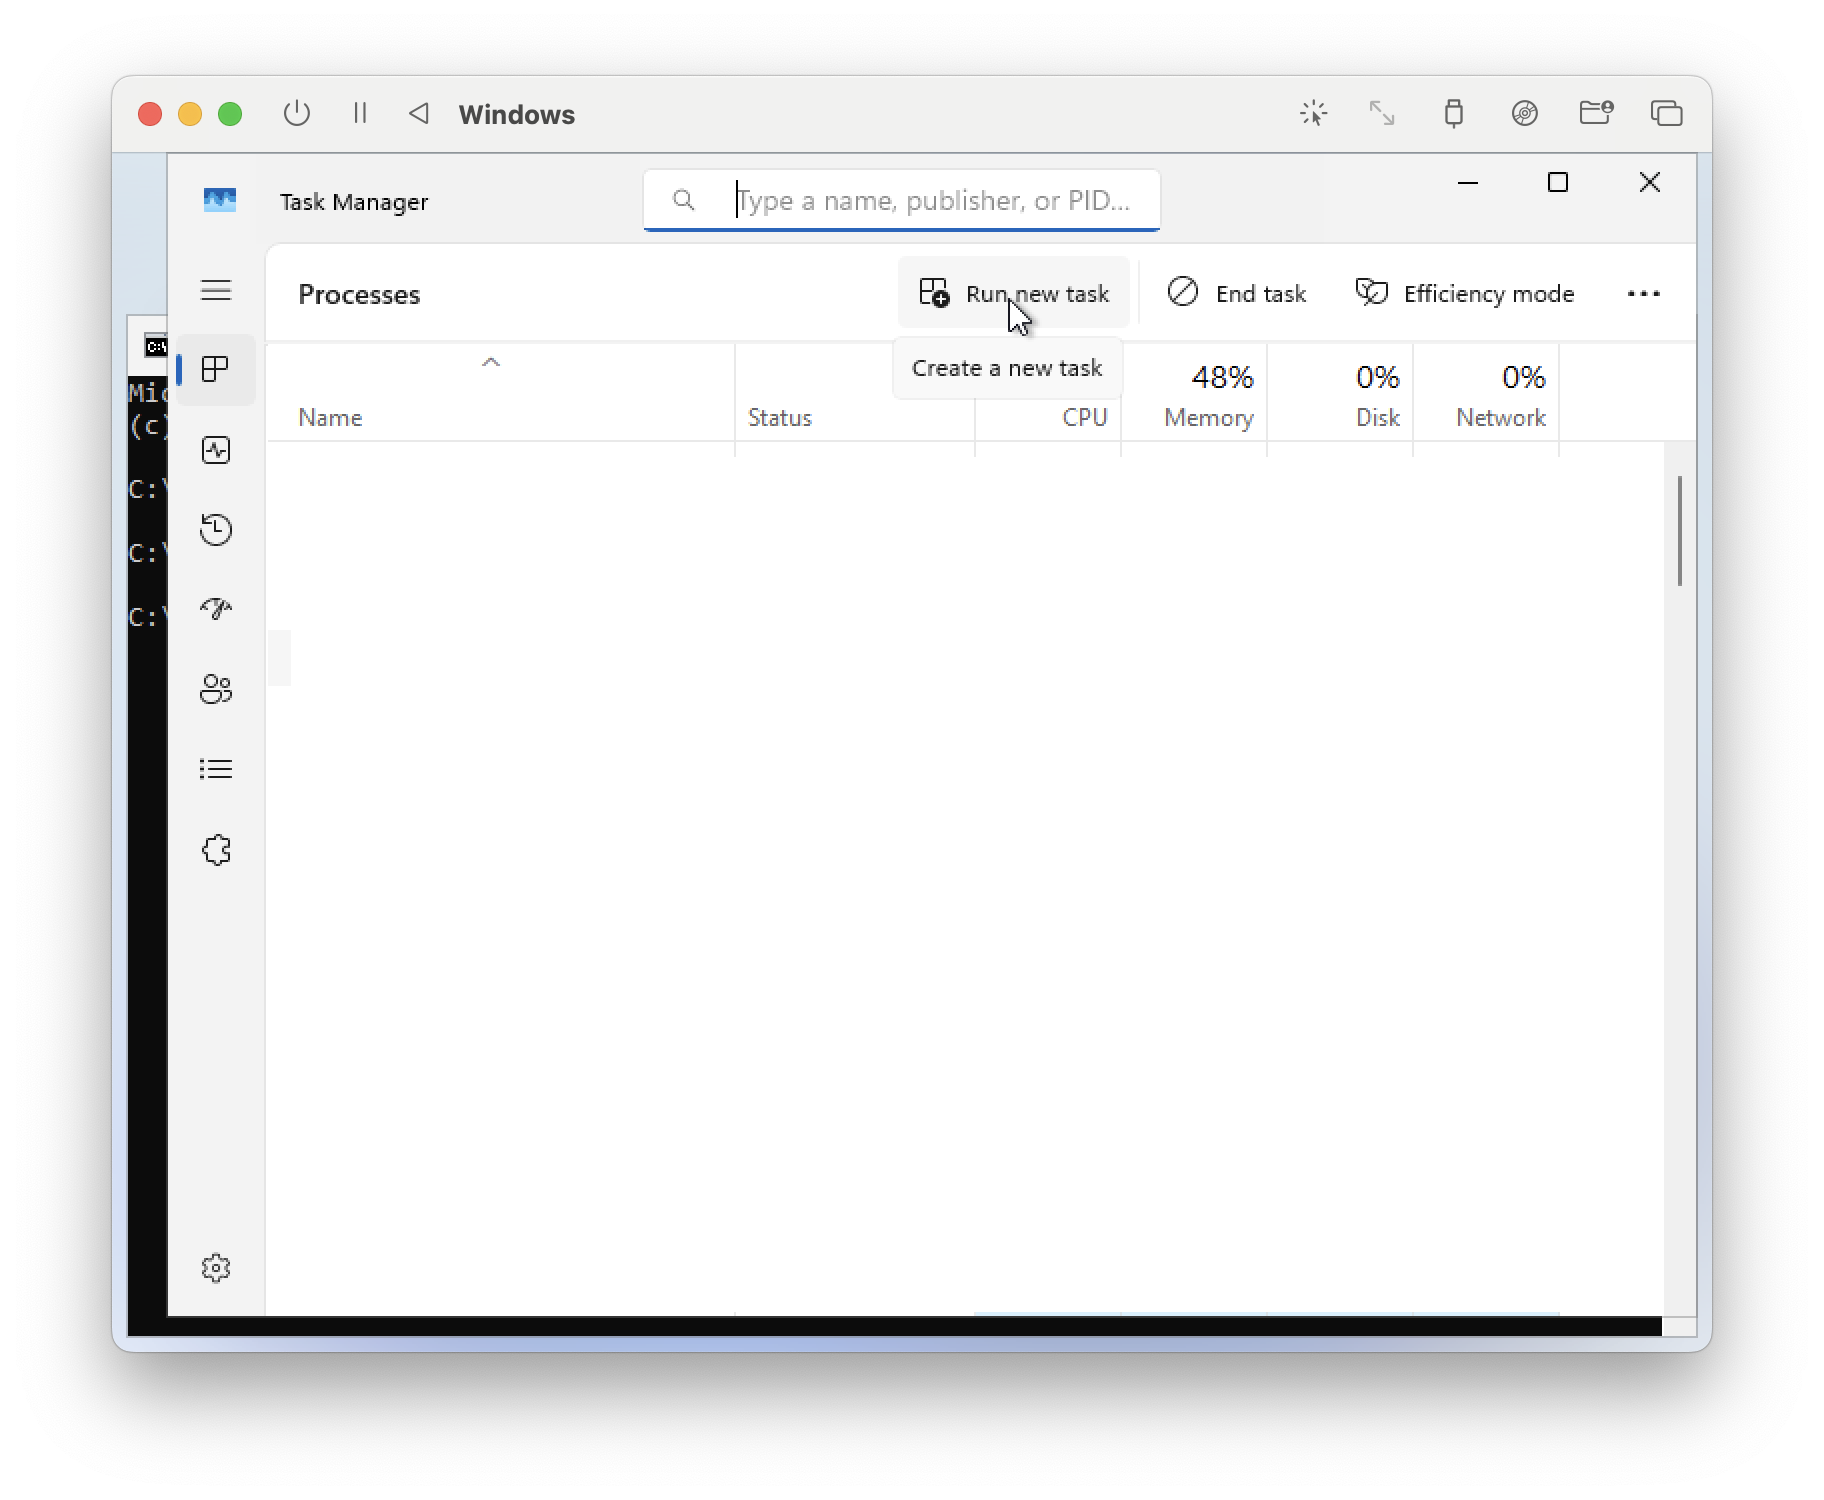 Windows
Task Manager
Type a name, publisher, or PID...
Processes
Run new task
End task
Efficiency mode
Create a new task
48%
0%
0%
Name
Status
CPU
Memory
Disk
Network
C:\
Mic
(c)
C:\
C:\
C:\